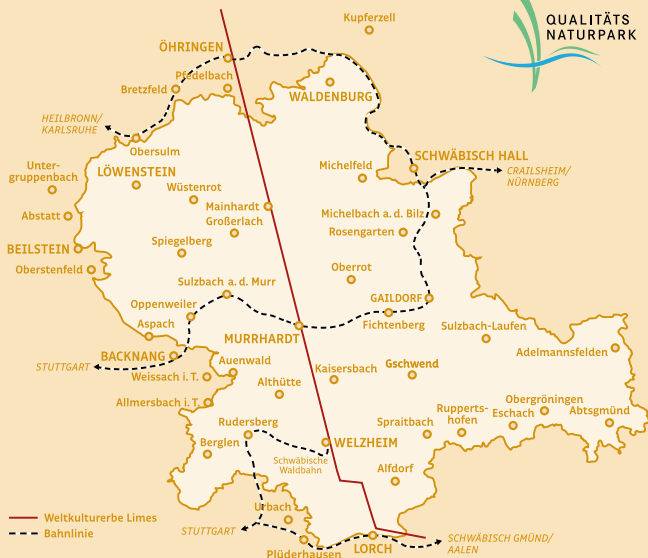 Kupferzell
QUALITÄTS
NATURPARK
ÖHRINGEN
Pfedelbach
Bretzfeld
WALDENBURG
HEILBRONN/
KARLSRUHE
Obersulm
SCHWÄBISCH HALL
Unter-
gruppenbach
LÖWENSTEIN
Michelfeld
CRAILSHEIM/
NÜRNBERG
Wüstenrot
Mainhardt
Abstatt
Michelbach a. d. Bilz
Großerlach
Rosengarten
BEILSTEIN
Spiegelberg
Oberstenfeld
Oberrot
Sulzbach a. d. Murr
GAILDORF
Oppenweiler
Aspach
Fichtenberg
Sulzbach-Laufen
MURRHARDT
BACKNANG
Adelmannsfelden
STUTTGART
Auenwald
Kaisersbach
Gschwend
Weissach i. T.
Althütte
Allmersbach i. T.
Obergröningen
Rudersberg
Spraitbach
Rupperts-
hofen
Eschach
Abtsgmünd
Berglen
WELZHEIM
Schwäbische
Waldbahn
Alfdorf
Urbach
Weltkulturerbe Limes
Bahnlinie
STUTTGART
Plüderhausen
LORCH
SCHWÄBISCH GMÜND/
AALEN